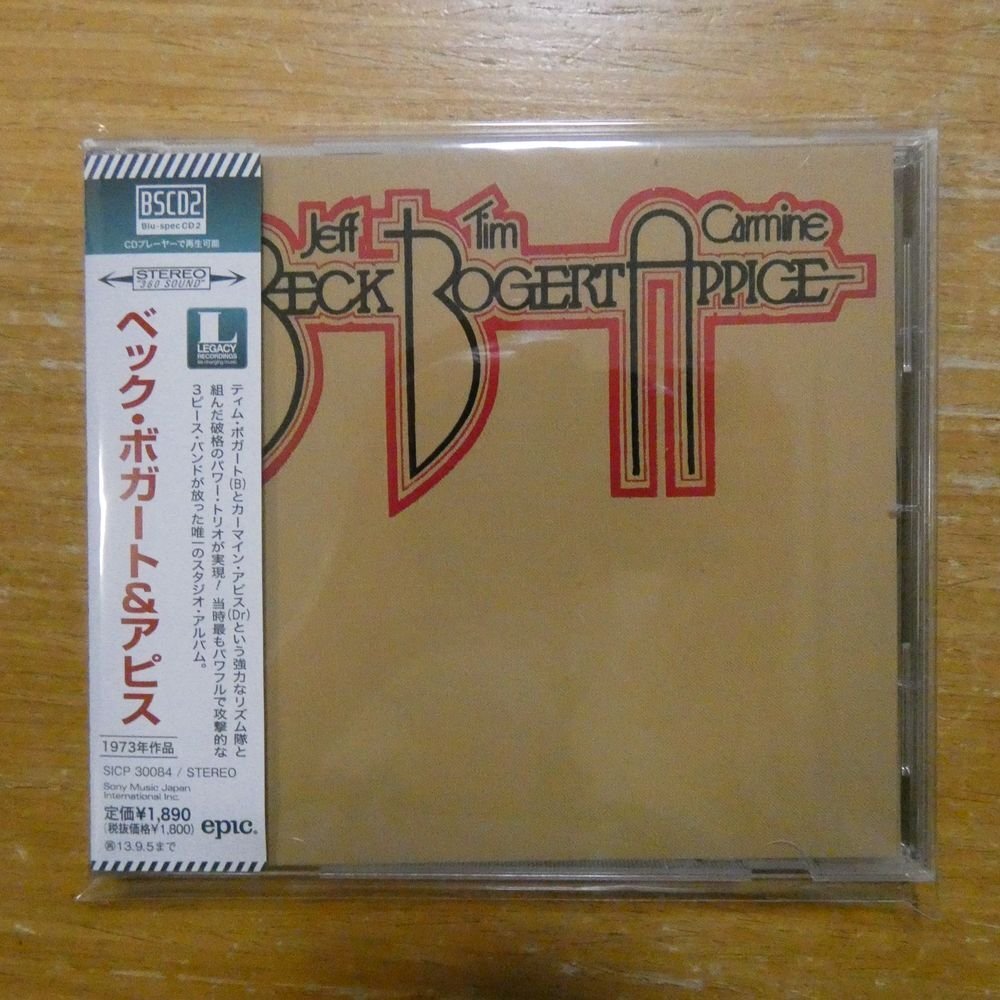 BSCD2
Blu-spec CD 2
CDプレーヤーで再生可能
STEREO
"360 SOUND"
L
LEGACY
RECORDINGS
ベック・ボガート&アピス
ティム・ボガート(B)とカーマイン・アピス(Dr)という強力なリズム隊と
組んだ破格のパワー・トリオが実現! 当時最もパワフルで攻撃的な
3ピース・バンドが放った唯一のスタジオ・アルバム。
1973年作品
SICP 30084 / STEREO
Sony Music Japan
International Inc.
定価¥1,890
(税抜価格¥1,800)
epic.
13.9.5まで
Jeff Tim Carmine
BECK BOGERT APPICE